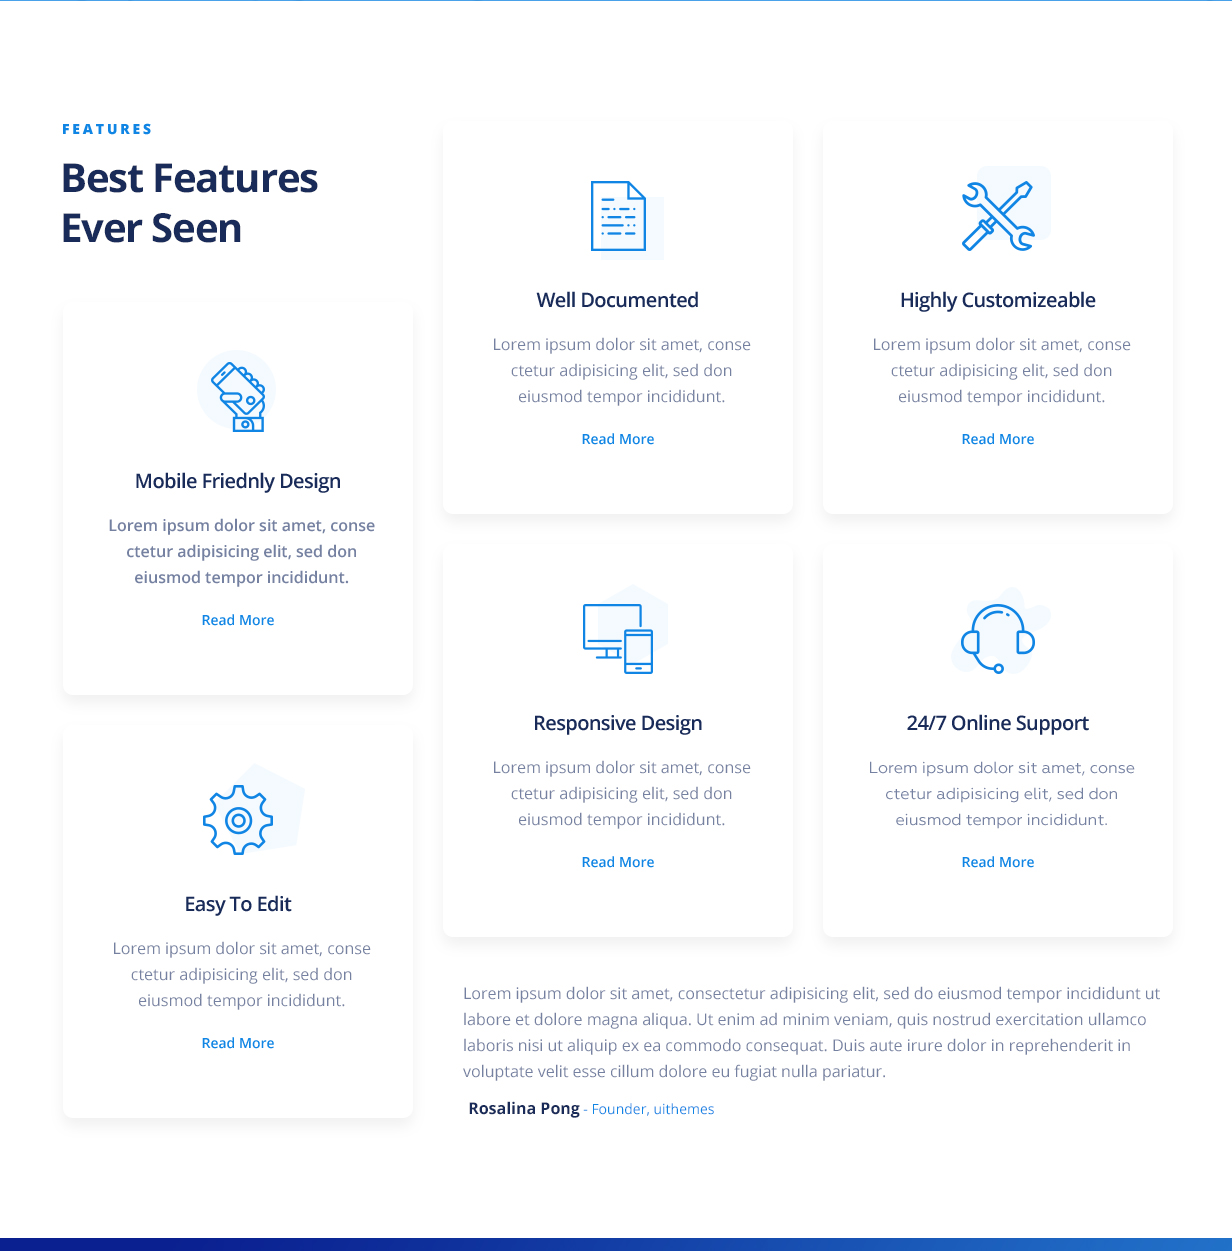 FEATURES
Best Features
Ever Seen
Mobile Friednly Design
Lorem ipsum dolor sit amet, conse
ctetur adipisicing elit, sed don
eiusmod tempor incididunt.
Read More
Easy To Edit
Lorem ipsum dolor sit amet, conse
ctetur adipisicing elit, sed don
eiusmod tempor incididunt.
Read More
Well Documented
Lorem ipsum dolor sit amet, conse
ctetur adipisicing elit, sed don
eiusmod tempor incididunt.
Read More
Highly Customizeable
Lorem ipsum dolor sit amet, conse
ctetur adipisicing elit, sed don
eiusmod tempor incididunt.
Read More
Responsive Design
Lorem ipsum dolor sit amet, conse
ctetur adipisicing elit, sed don
eiusmod tempor incididunt.
Read More
24/7 Online Support
Lorem ipsum dolor sit amet, conse
ctetur adipisicing elit, sed don
eiusmod tempor incididunt.
Read More
Lorem ipsum dolor sit amet, consectetur adipisicing elit, sed do eiusmod tempor incididunt ut
labore et dolore magna aliqua. Ut enim ad minim veniam, quis nostrud exercitation ullamco
laboris nisi ut aliquip ex ea commodo consequat. Duis aute irure dolor in reprehenderit in
voluptate velit esse cillum dolore eu fugiat nulla pariatur.
Rosalina Pong - Founder, uithemes